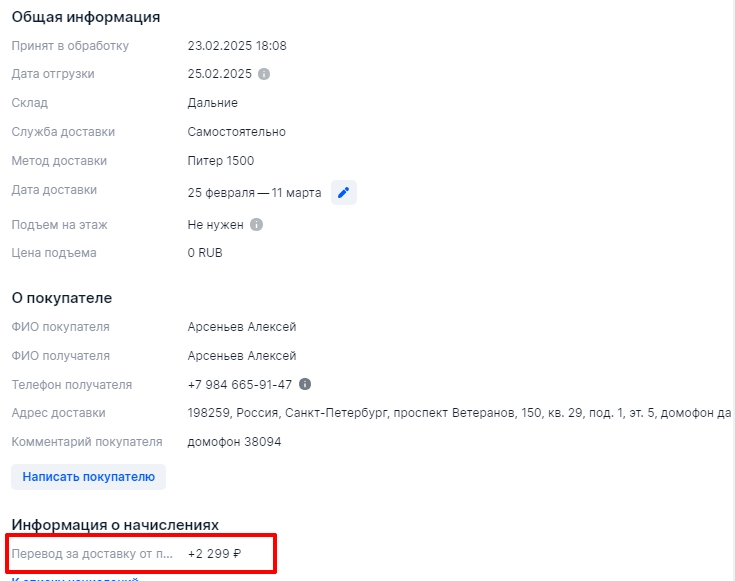 Общая информация
Принят в обработку 23.02.2025 18:08
Дата отгрузки 25.02.2025
Склад Дальние
Служба доставки Самостоятельно
Метод доставки Питер 1500
Дата доставки 25 февраля — 11 марта
Подъем на этаж Не нужен
Цена подъема 0 RUB
О покупателе
ФИО покупателя Арсеньев Алексей
ФИО получателя Арсеньев Алексей
Телефон получателя +7 984 665-91-47
Адрес доставки 198259, Россия, Санкт-Петербург, проспект Ветеранов, 150, кв. 29, под. 1, эт. 5, домофон да
Комментарий покупателя домофон 38094
Написать покупателю
Информация о начислениях
Перевод за доставку от п... +2 299 ₽